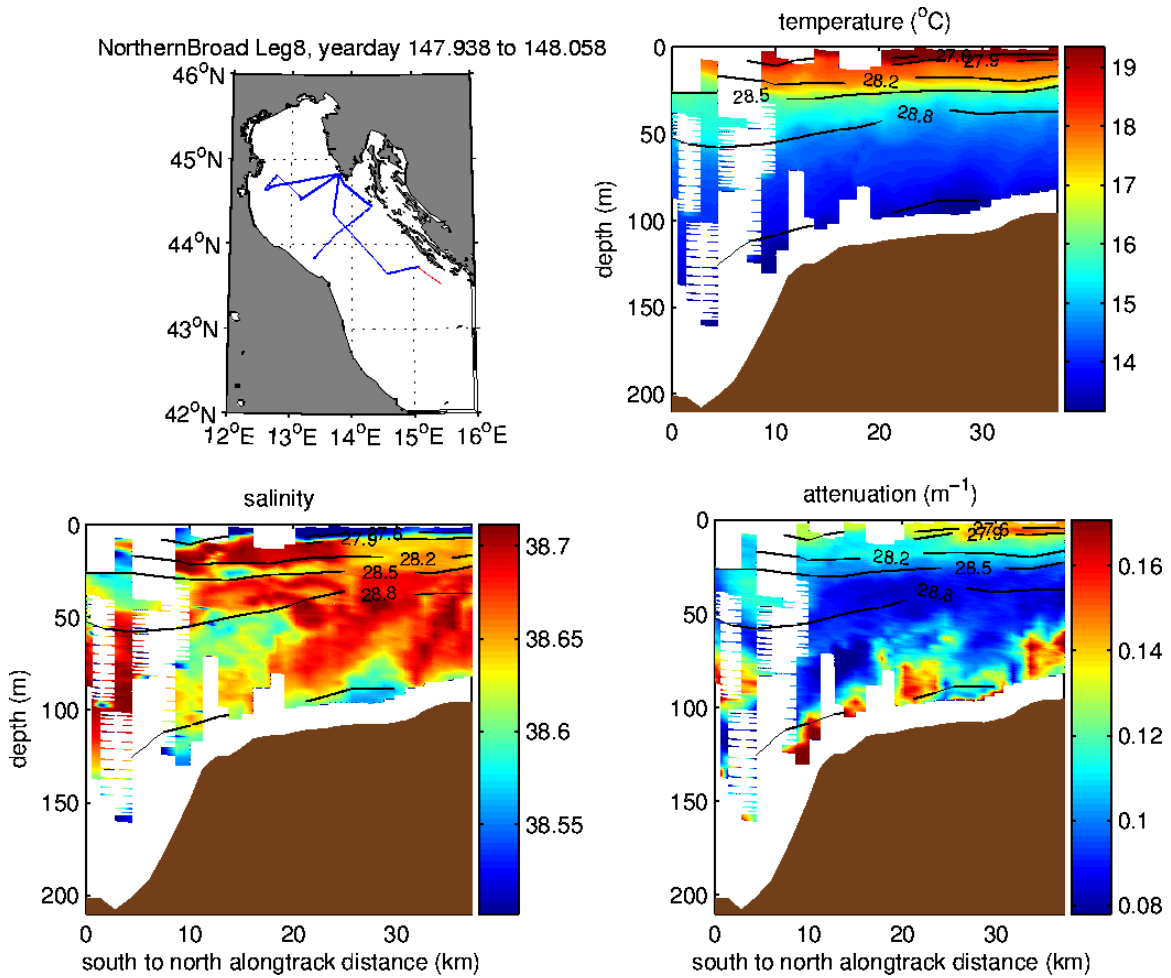 NorthernBroad Leg8, yearday 147.938 to 148.058
46°N
45°N
44°N
43°N
42°N
12°E 13°E 14°E 15°E 16°E
temperature (°C)
0
50
100
150
200
depth (m)
0 10 20 30
27.9
28.2
28.5
28.8
19
18
17
16
15
14
salinity
0
50
100
150
200
depth (m)
0 10 20 30
south to north alongtrack distance (km)
27.9
28.2
28.5
28.8
38.7
38.65
38.6
38.55
attenuation (m⁻¹)
0
50
100
150
200
depth (m)
0 10 20 30
south to north alongtrack distance (km)
27.6
27.9
28.2
28.5
28.8
0.16
0.14
0.12
0.1
0.08